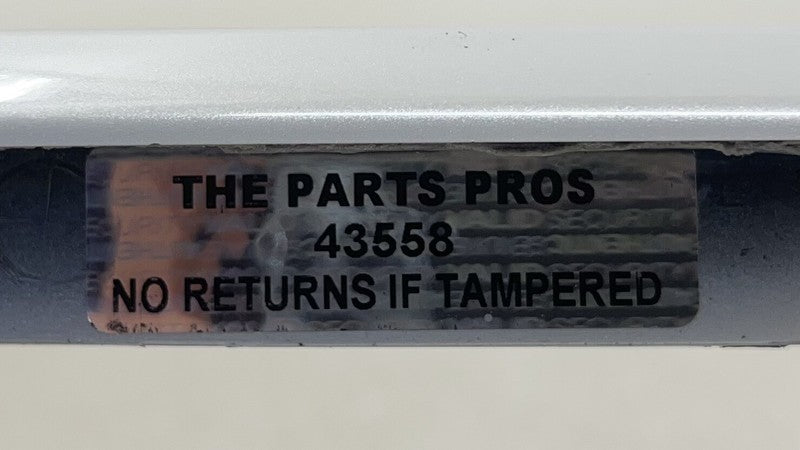 THE PARTS PROS
43558
NO RETURNS IF TAMPERED